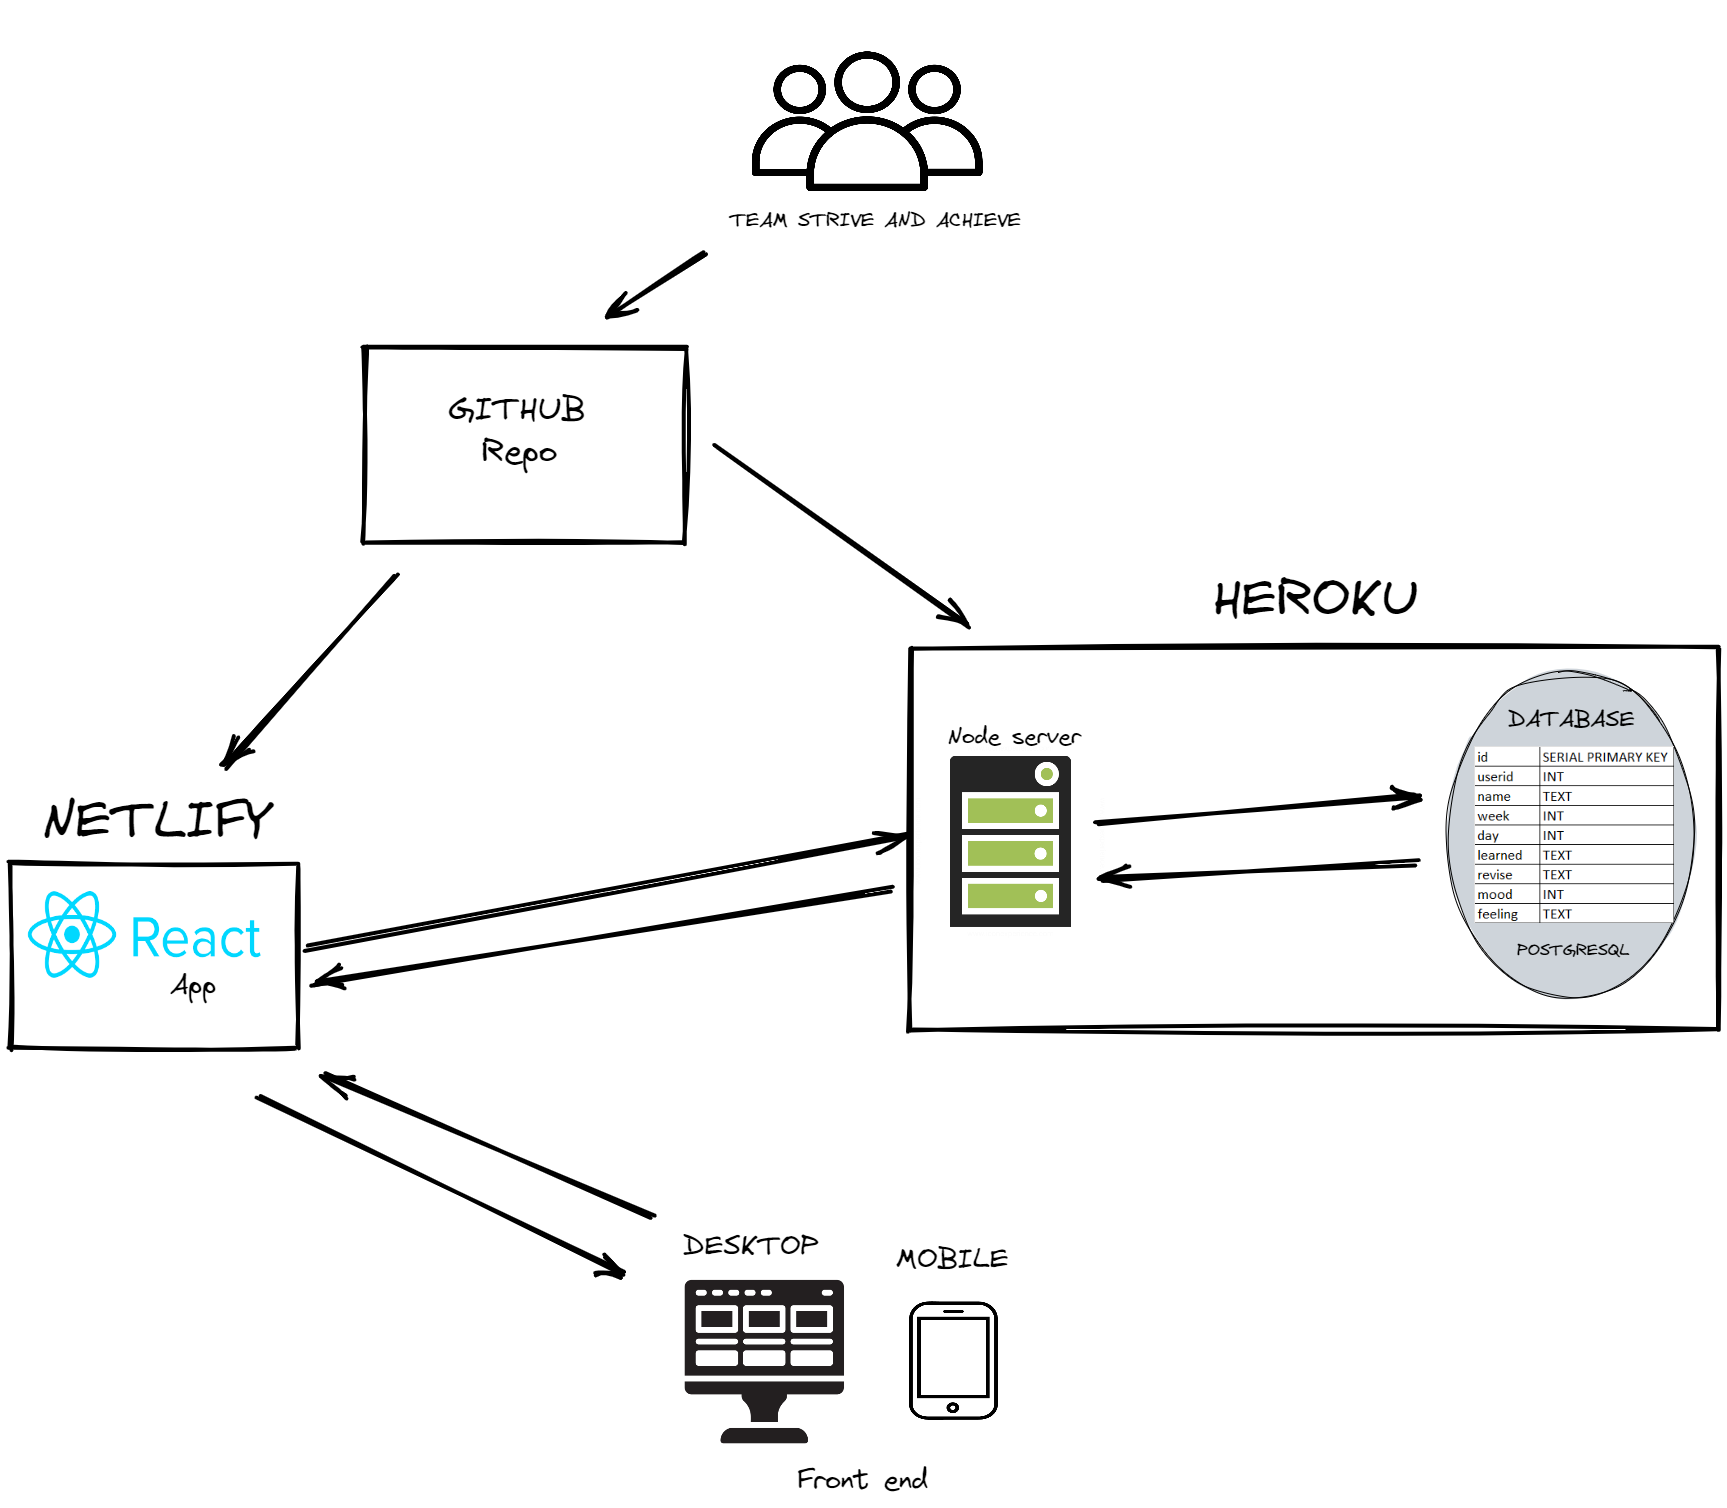 TEAM STRIVE AND ACHIEVE
GITHUB
Repo
HEROKU
Node server
DATABASE
id SERIAL PRIMARY KEY
userid INT
name TEXT
week INT
day INT
learned TEXT
revise TEXT
mood INT
feeling TEXT
POSTGRESQL
NETLIFY
React
App
DESKTOP
MOBILE
Front end